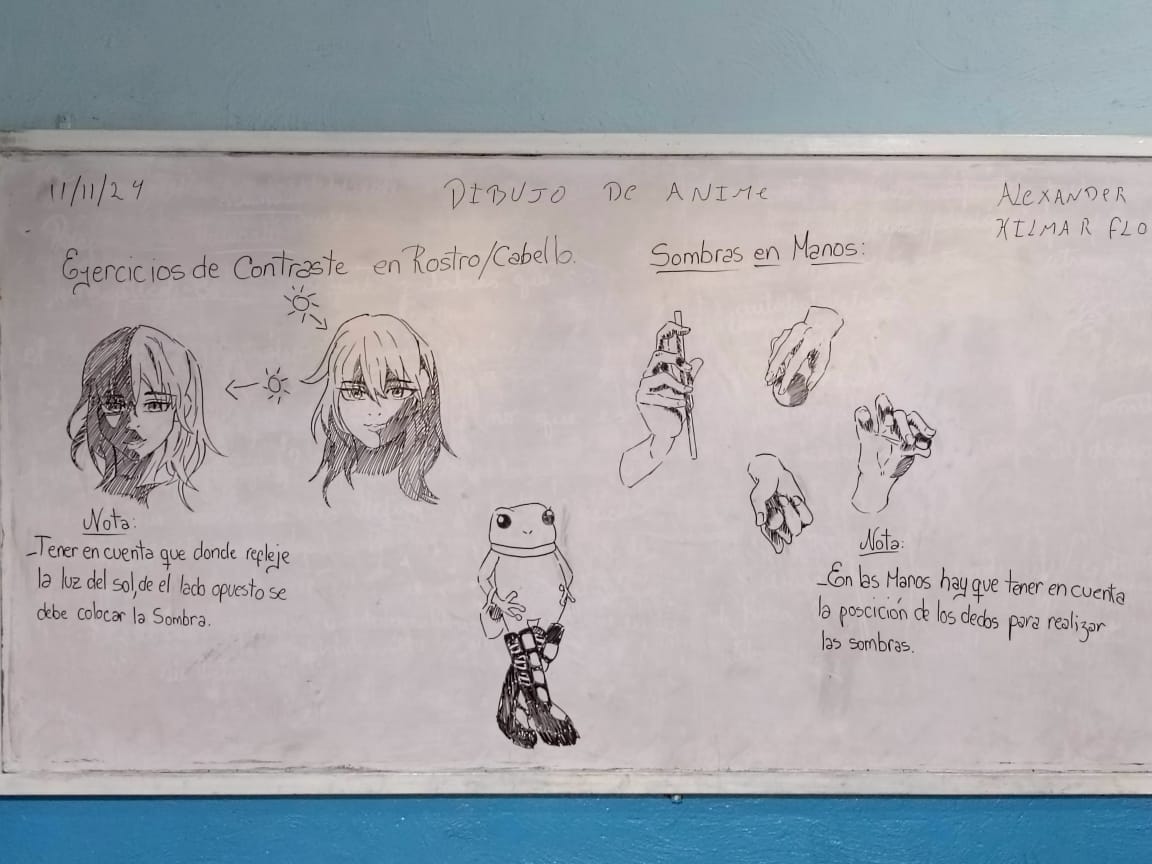 11/11/24
DIBUJO DE ANIME
ALEXANDER
KILMAR FLO
Ejercicios de Contraste en Rostro/Cabello.
Nota:
-Tener en cuenta que donde refleje
la luz del sol, de el lado opuesto se
debe colocar la Sombra.
Sombras en Manos:
Nota:
-En las Manos hay que tener en cuenta
la poscición de los dedos para realizar
las sombras.